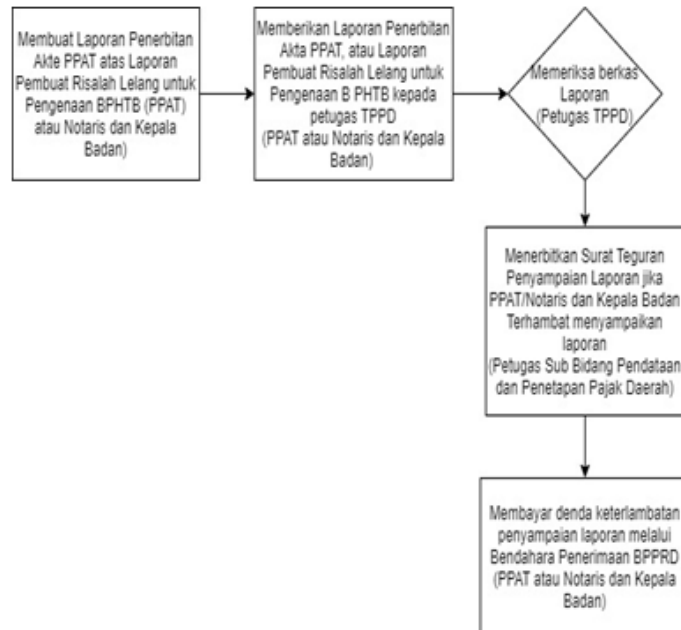 Membuat Laporan Penerbitan
Akte PPAT atas Laporan
Pembuat Risalah Lelang untuk
Pengenaan BPHTB (PPAT)
atau Notaris dan Kepala
Badan)
Memberikan Laporan Penerbitan
Akta PPAT, atau Laporan
Pembuat Risalah Lelang untuk
Pengenaan B PHTB kepada
petugas TPPD
(PPAT atau Notaris dan Kepala
Badan)
Memeriksa berkas
Laporan
(Petugas TPPD)
Menerbitkan Surat Teguran
Penyampaian Laporan jika
PPAT/Notaris dan Kepala Badan
Terhambat menyampaikan
laporan
(Petugas Sub Bidang Pendataan
dan Penetapan Pajak Daerah)
Membayar denda keterlambatan
penyampaian laporan melalui
Bendahara Penerimaan BPPRD
(PPAT atau Notaris dan Kepala
Badan)